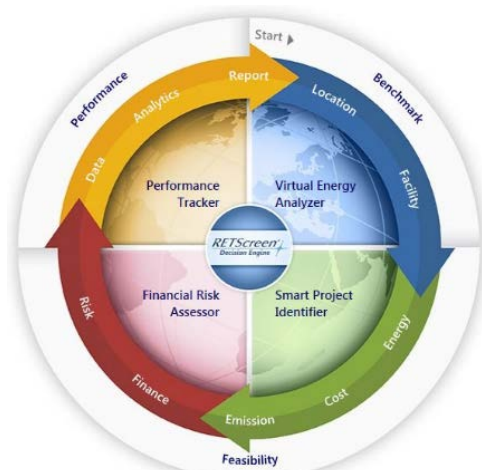 Start
Performance
Benchmark
Report
Location
Analytics
Facility
Data
Performance
Tracker
Virtual Energy
Analyzer
RETScreen
Decision Engine
Financial Risk
Assessor
Smart Project
Identifier
Risk
Energy
Finance
Cost
Emission
Feasibility